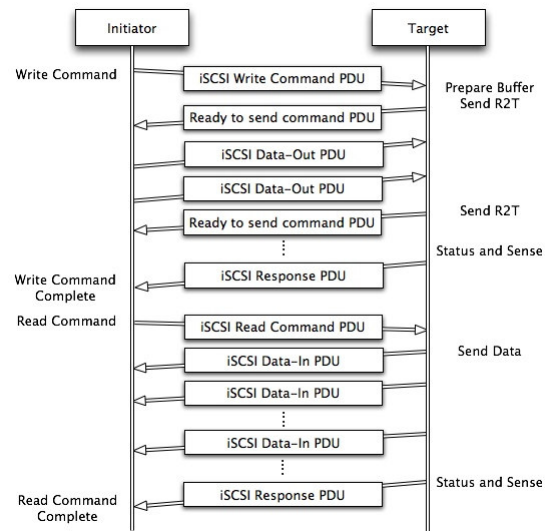 Initiator
Target
Write Command
iSCSI Write Command PDU
Prepare Buffer
Send R2T
Ready to send command PDU
iSCSI Data-Out PDU
iSCSI Data-Out PDU
Send R2T
Ready to send command PDU
Status and Sense
iSCSI Response PDU
Write Command
Complete
Read Command
iSCSI Read Command PDU
Send Data
iSCSI Data-In PDU
iSCSI Data-In PDU
iSCSI Data-In PDU
Status and Sense
iSCSI Response PDU
Read Command
Complete